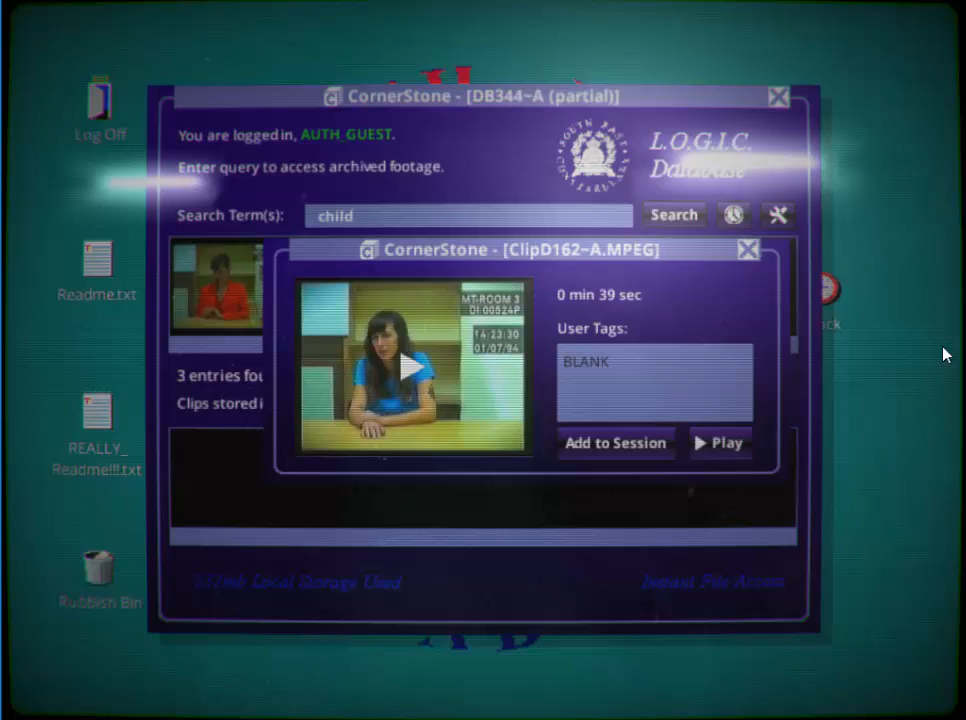 CornerStone - [DB344~A (partial)]
Log Off
You are logged in, AUTH_GUEST.
SOUTH EAST CONSTABULARY
L.O.G.I.C.
Database
Enter query to access archived footage.
Search Term(s):
child
Search
CornerStone - [ClipD162~A.MPEG]
Readme.txt
MT-ROOM 3
DI:00524P
14:23:30
01/07/94
0 min 39 sec
User Tags:
BLANK
3 entries fou
Clips stored i
Add to Session
Play
REALLY_
Readme!!!.txt
Local Storage Used
Instant File Access
Rubbish Bin